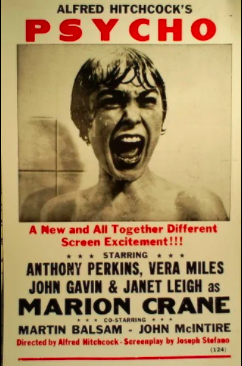 ALFRED HITCHCOCK'S
PSYCHO
A New and All Together Different
Screen Excitement!!!
★ ★ ★ STARRING ★ ★ ★
ANTHONY PERKINS, VERA MILES
JOHN GAVIN & JANET LEIGH as
MARION CRANE
★ ★ ★ CO-STARRING ★ ★ ★
MARTIN BALSAM - JOHN McINTIRE
Directed by Alfred Hitchcock - Screenplay by Joseph Stefano
(124)